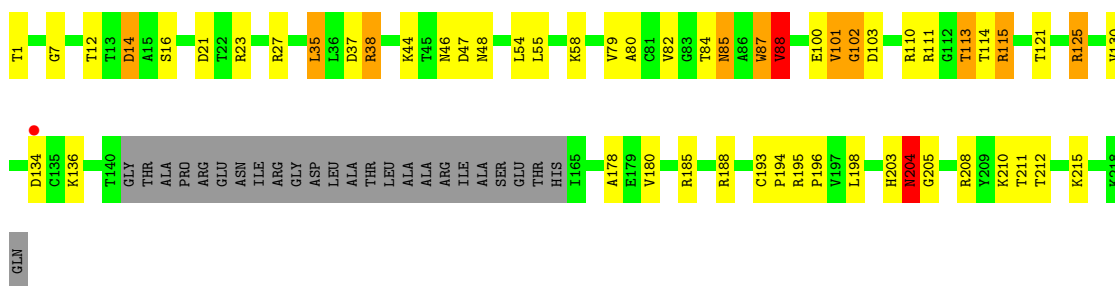 T1 G7 T12 T13 D14 A15 S16 D21 T22 R23 R27 L35 L36 D37 R38 K44 T45 N46 D47 N48 L54 L55 K58 V79 A80 C81 V82 G83 T84 N85 A86 W87 V88 E100 V101 G102 D103 R110 R111 G112 T113 T114 R115 T121 R125 V130
D134 C135 K136 T140 GLY THR ALA PRO ARG GLU ASN ILE ARG GLY ASP LEU ALA THR LEU ALA ALA ARG ILE ALA SER GLU THR HIS I165 A178 E179 V180 R185 R188 C193 P194 R195 P196 V197 L198 H203 N204 G205 R208 Y209 K210 T211 T212 K215 K218
GLN